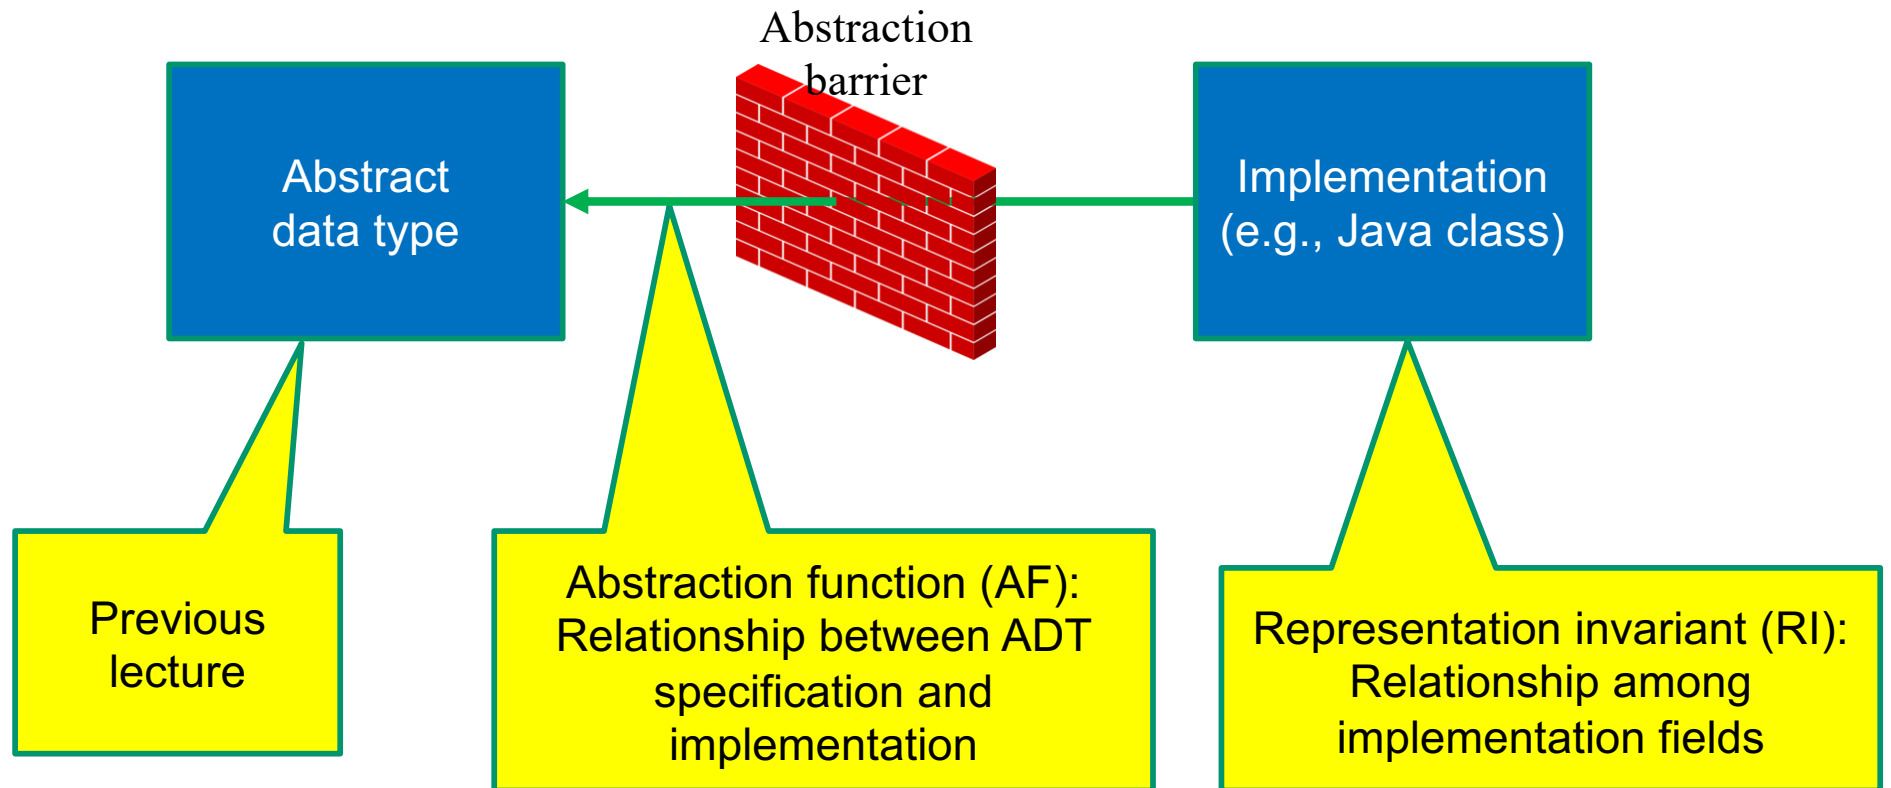 Abstraction
barrier
Abstract
data type
Implementation
(e.g., Java class)
Previous
lecture
Abstraction function (AF):
Relationship between ADT
specification and
implementation
Representation invariant (RI):
Relationship among
implementation fields